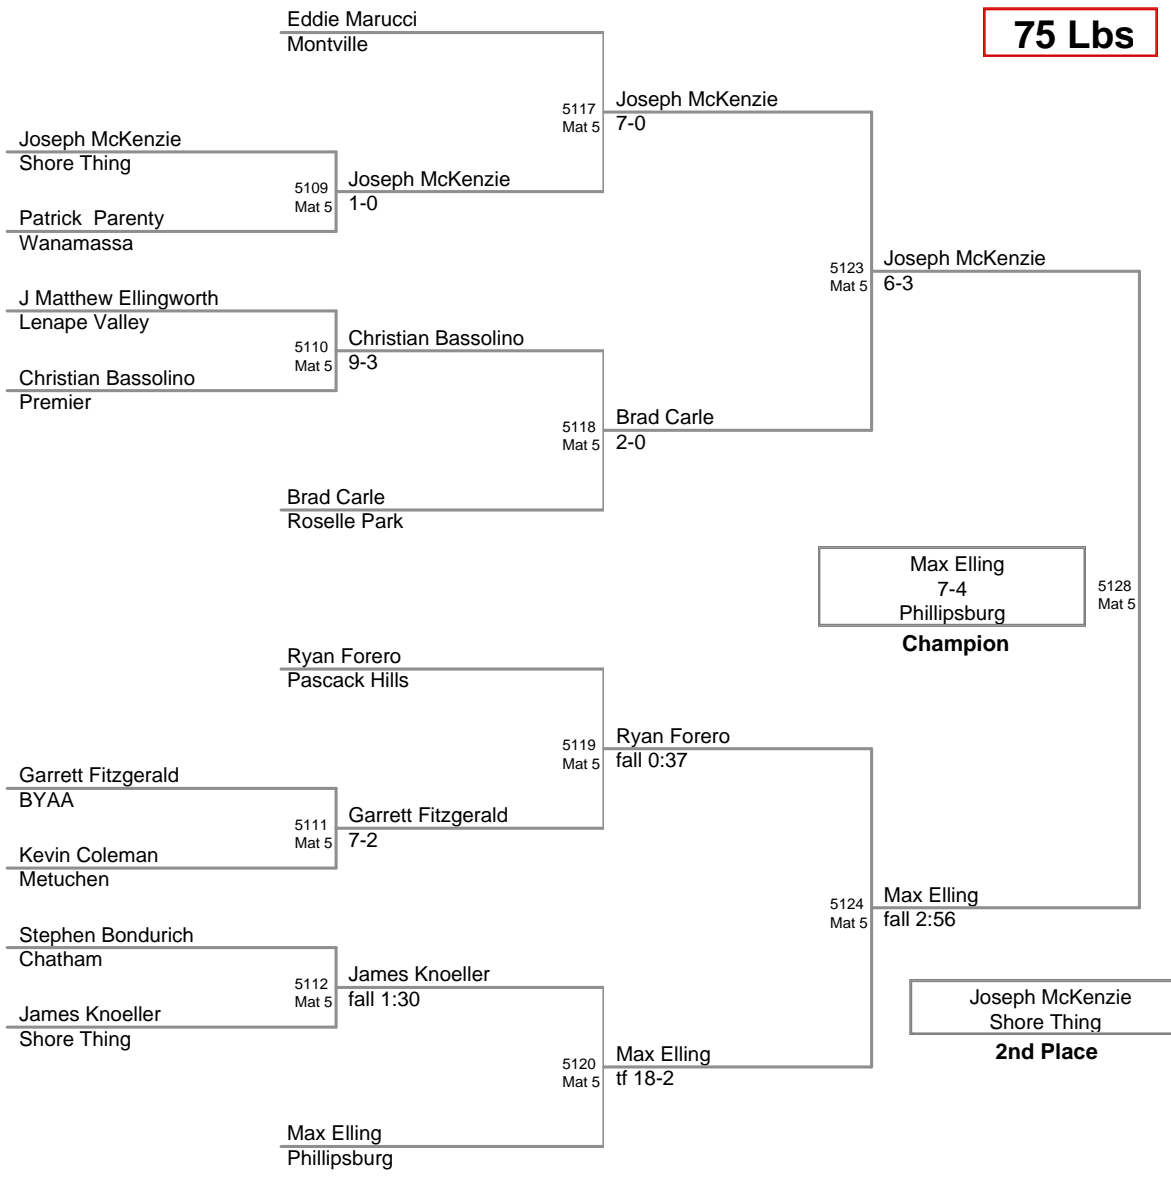 Eddie Marucci
Montville
75 Lbs
5117
Mat 5
Joseph McKenzie
7-0
Joseph McKenzie
Shore Thing
5109
Mat 5
Joseph McKenzie
1-0
Patrick  Parenty
Wanamassa
5123
Mat 5
Joseph McKenzie
6-3
J Matthew Ellingworth
Lenape Valley
5110
Mat 5
Christian Bassolino
9-3
Christian Bassolino
Premier
5118
Mat 5
Brad Carle
2-0
Brad Carle
Roselle Park
Max Elling
7-4
Phillipsburg
Champion
5128
Mat 5
Ryan Forero
Pascack Hills
5119
Mat 5
Ryan Forero
fall 0:37
Garrett Fitzgerald
BYAA
5111
Mat 5
Garrett Fitzgerald
7-2
Kevin Coleman
Metuchen
5124
Mat 5
Max Elling
fall 2:56
Stephen Bondurich
Chatham
5112
Mat 5
James Knoeller
fall 1:30
James Knoeller
Shore Thing
Joseph McKenzie
Shore Thing
2nd Place
5120
Mat 5
Max Elling
tf 18-2
Max Elling
Phillipsburg